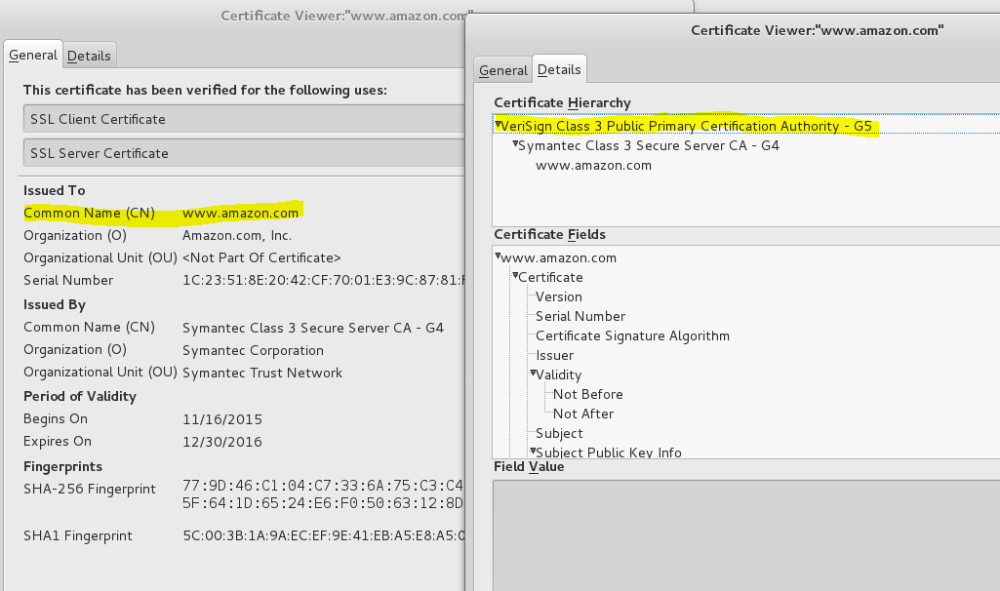 Certificate Viewer:"www.amazon.com"
General Details
This certificate has been verified for the following uses:
SSL Client Certificate
SSL Server Certificate
Issued To
Common Name (CN) www.amazon.com
Organization (O) Amazon.com, Inc.
Organizational Unit (OU) <Not Part Of Certificate>
Serial Number 1C:23:51:8E:20:42:CF:70:01:E3:9C:87:81:F
Issued By
Common Name (CN) Symantec Class 3 Secure Server CA - G4
Organization (O) Symantec Corporation
Organizational Unit (OU) Symantec Trust Network
Period of Validity
Begins On 11/16/2015
Expires On 12/30/2016
Fingerprints
SHA-256 Fingerprint 77:9D:46:C1:04:C7:33:6A:75:C3:C4
5F:64:1D:65:24:E6:F0:50:63:12:8D
SHA1 Fingerprint 5C:00:3B:1A:9A:EC:EF:9E:41:EB:A5:E8:A5:0
Certificate Viewer:"www.amazon.com"
General Details
Certificate Hierarchy
VeriSign Class 3 Public Primary Certification Authority - G5
Symantec Class 3 Secure Server CA - G4
www.amazon.com
Certificate Fields
www.amazon.com
Certificate
Version
Serial Number
Certificate Signature Algorithm
Issuer
Validity
Not Before
Not After
Subject
Subject Public Key Info
Field Value